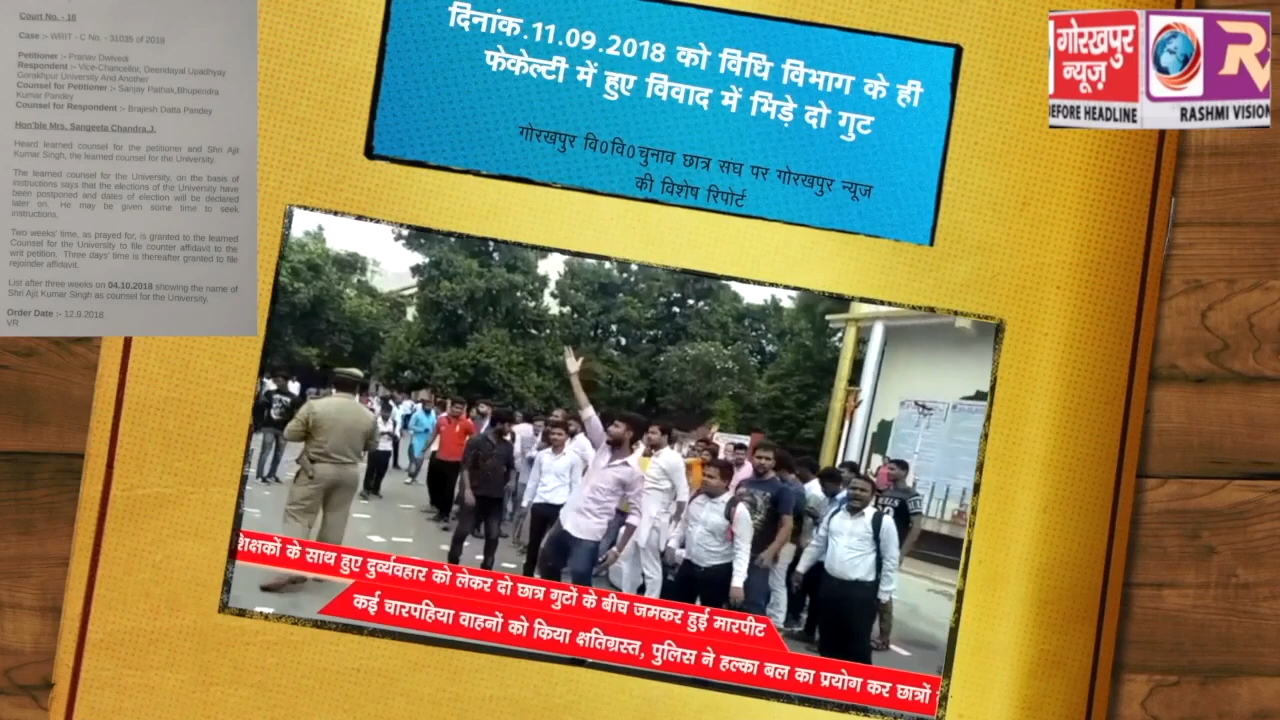 Court No. - 18
Case :- WRIT - C No. - 31035 of 2018
Petitioner :- Pranav Dwivedi
Respondent :- Vice-Chancellor, Deendayal Upadhyay
Gorakhpur University And Another
Counsel for Petitioner :- Sanjay Pathak,Bhupendra
Kumar Pandey
Counsel for Respondent :- Brajesh Datta Pandey
Hon'ble Mrs. Sangeeta Chandra,J.
Heard learned counsel for the petitioner and Shri Ajit
Kumar Singh, the learned counsel for the University.
The learned counsel for the University, on the basis of
instructions says that the elections of the University have
been postponed and dates of election will be declared
later on. He may be given some time to seek
instructions.
Two weeks' time, as prayed for, is granted to the learned
Counsel for the University to file counter affidavit to the
writ petition. Three days' time is thereafter granted to file
rejoinder affidavit.
List after three weeks on 04.10.2018 showing the name of
Shri Ajit Kumar Singh as counsel for the University.
Order Date :- 12.9.2018
VR
दिनांक.11.09.2018 को विधि विभाग के ही
फेकेल्टी में हुए विवाद में भिड़े दो गुट
गोरखपुर वि0वि0चुनाव छात्र संघ पर गोरखपुर न्यूज
की विशेष रिपोर्ट
गोरखपुर
न्यूज़
R
EFORE HEADLINE
RASHMI VISION
शिक्षकों के साथ हुए दुर्व्यवहार को लेकर दो छात्र गुटों के बीच जमकर हुई मारपीट
कई चारपहिया वाहनों को किया क्षतिग्रस्त, पुलिस ने हल्का बल का प्रयोग कर छात्रों